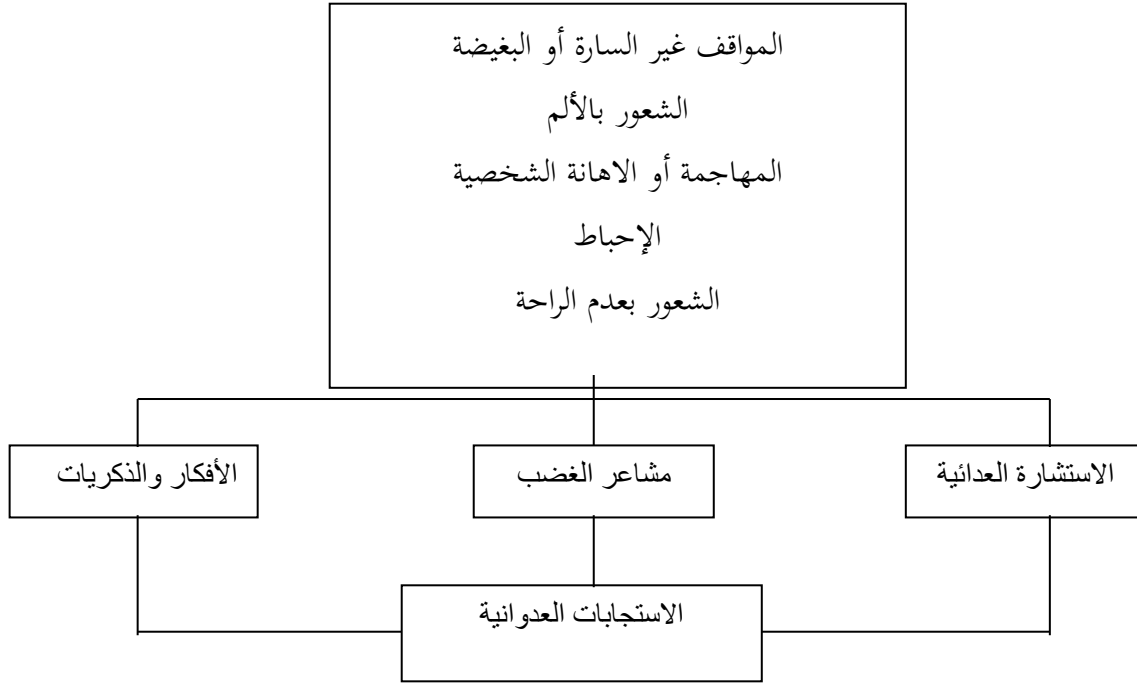 المواقف غير السارة أو البغيضة
الشعور بالألم
المهاجمة أو الاهانة الشخصية
الإحباط
الشعور بعدم الراحة
الاستشارة العدائية
مشاعر الغضب
الأفكار والذكريات
الاستجابات العدوانية